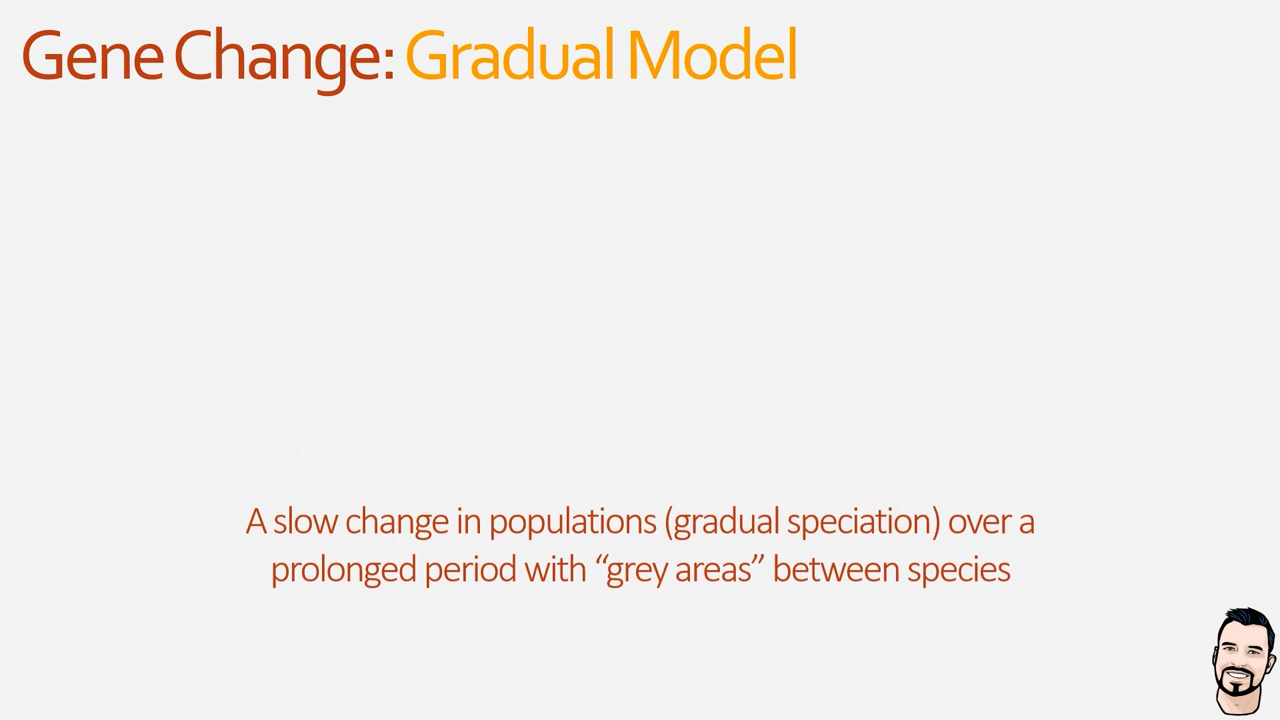 Gene Change: Gradual Model
A slow change in populations (gradual speciation) over a
prolonged period with “grey areas” between species